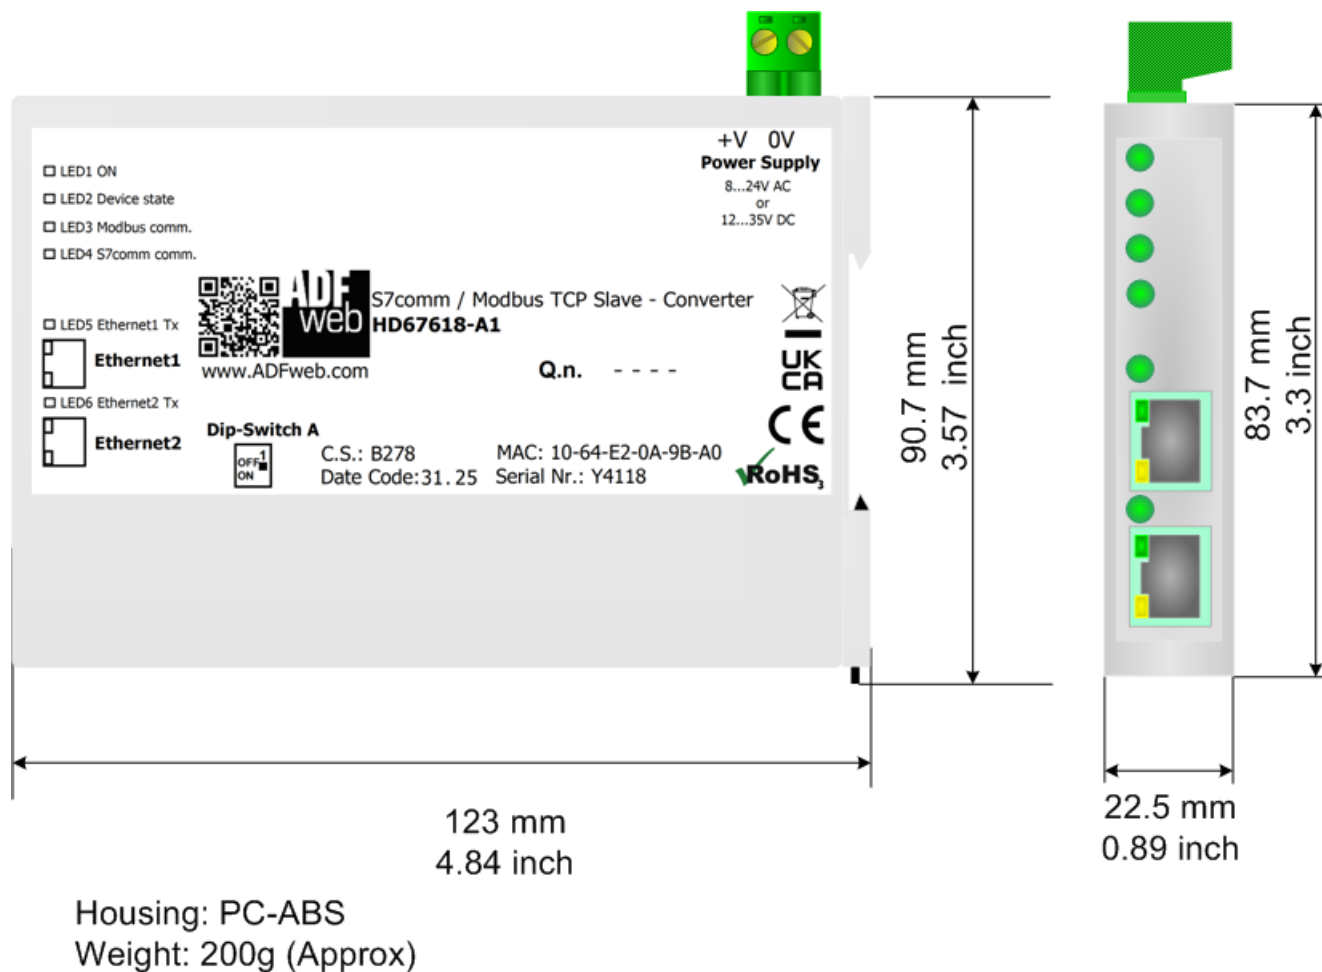 +V 0V
Power Supply
8...24V AC
or
12...35V DC
LED1 ON
LED2 Device state
LED3 Modbus comm.
LED4 S7comm comm.
ADF
web
S7comm / Modbus TCP Slave - Converter
HD67618-A1
www.ADFweb.com
Q.n. - - - -
LED5 Ethernet1 Tx
Ethernet1
LED6 Ethernet2 Tx
Ethernet2
Dip-Switch A
1
OFF
ON
C.S.: B278
MAC: 10-64-E2-0A-9B-A0
Date Code:31.25
Serial Nr.: Y4118
UK
CA
CE
RoHS3
90.7 mm
3.57 inch
83.7 mm
3.3 inch
123 mm
4.84 inch
22.5 mm
0.89 inch
Housing: PC-ABS
Weight: 200g (Approx)